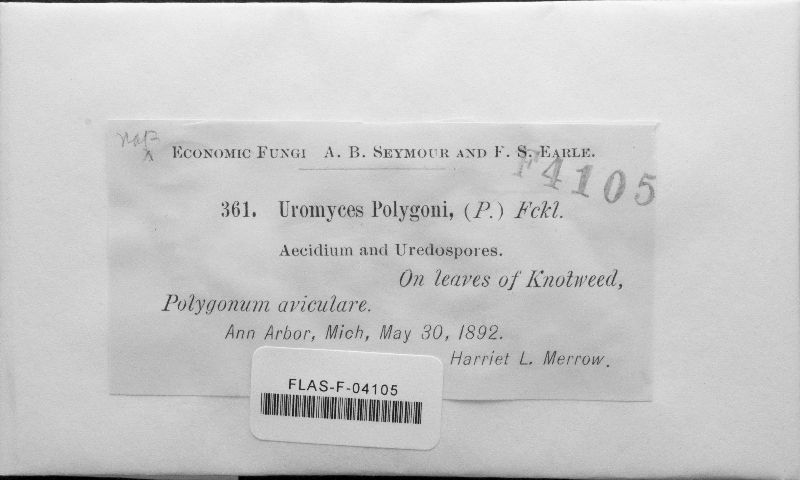 Economic Fungi A. B. Seymour and F. S. Earle.
F4105
361. Uromyces Polygoni, (P.) Fckl.
Aecidium and Uredospores.
On leaves of Knotweed,
Polygonum aviculare.
Ann Arbor, Mich, May 30, 1892.
Harriet L. Merrow.
FLAS-F-04105